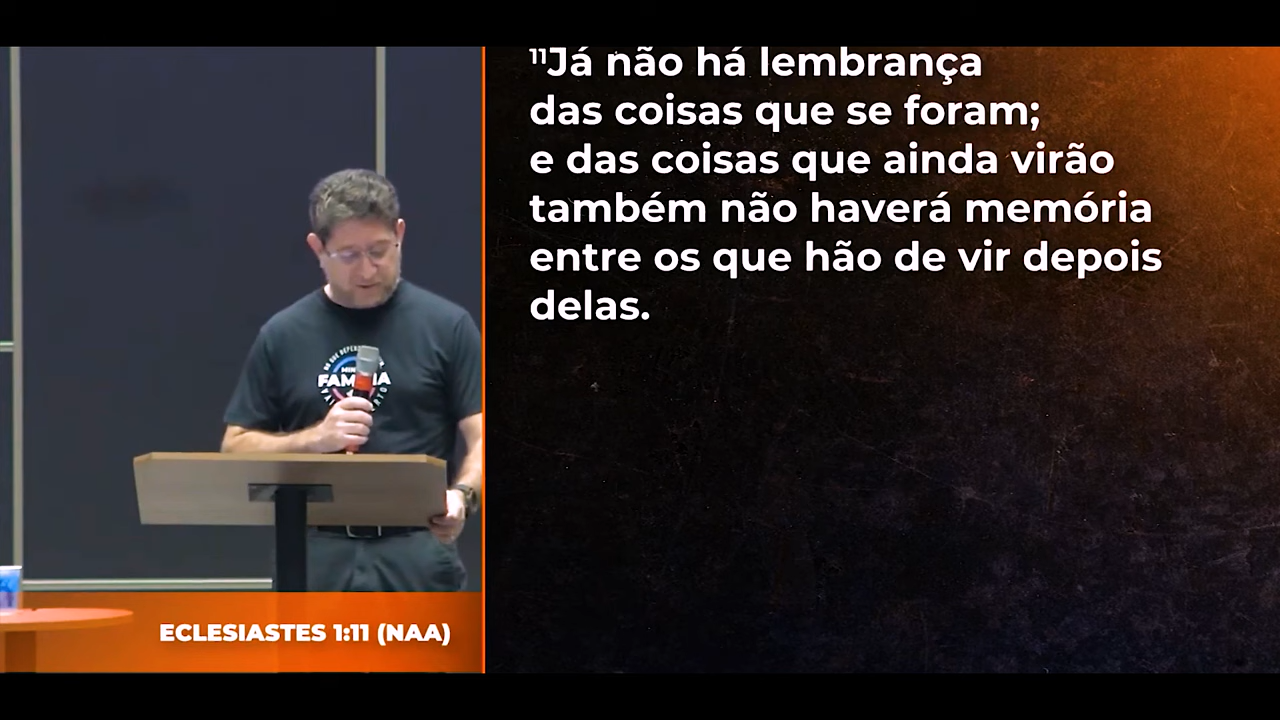 ¹¹Já não há lembrança
das coisas que se foram;
e das coisas que ainda virão
também não haverá memória
entre os que hão de vir depois
delas.
ECLESIASTES 1:11 (NAA)